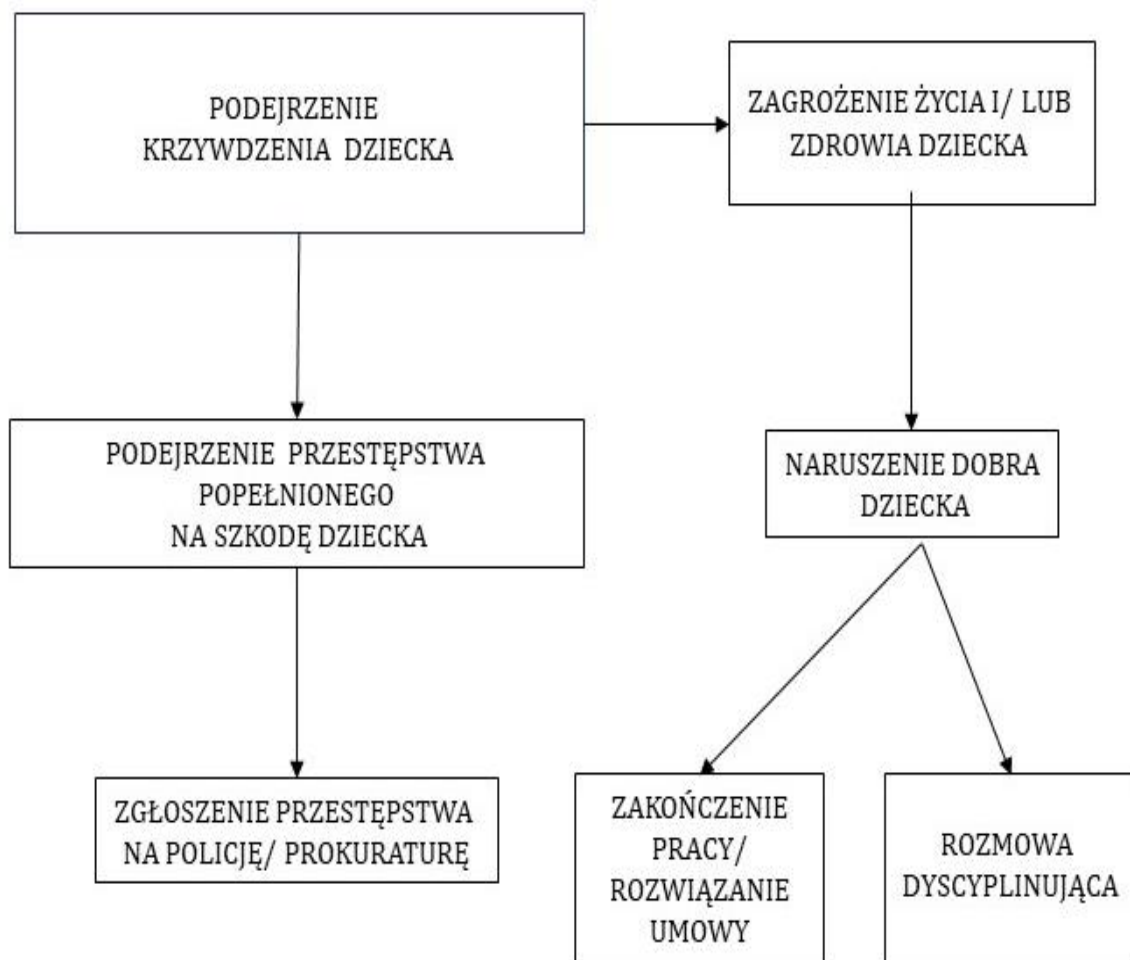 PODEJRZENIE
KRZYWDZENIA DZIECKA
ZAGROŻENIE ŻYCIA I/ LUB
ZDROWIA DZIECKA
PODEJRZENIE PRZESTĘPSTWA
POPEŁNIONEGO
NA SZKODĘ DZIECKA
NARUSZENIE DOBRA
DZIECKA
ZGŁOSZENIE PRZESTĘPSTWA
NA POLICJĘ/ PROKURATURĘ
ZAKOŃCZENIE
PRACY/
ROZWIĄZANIE
UMOWY
ROZMOWA
DYSCYPLINUJĄCA